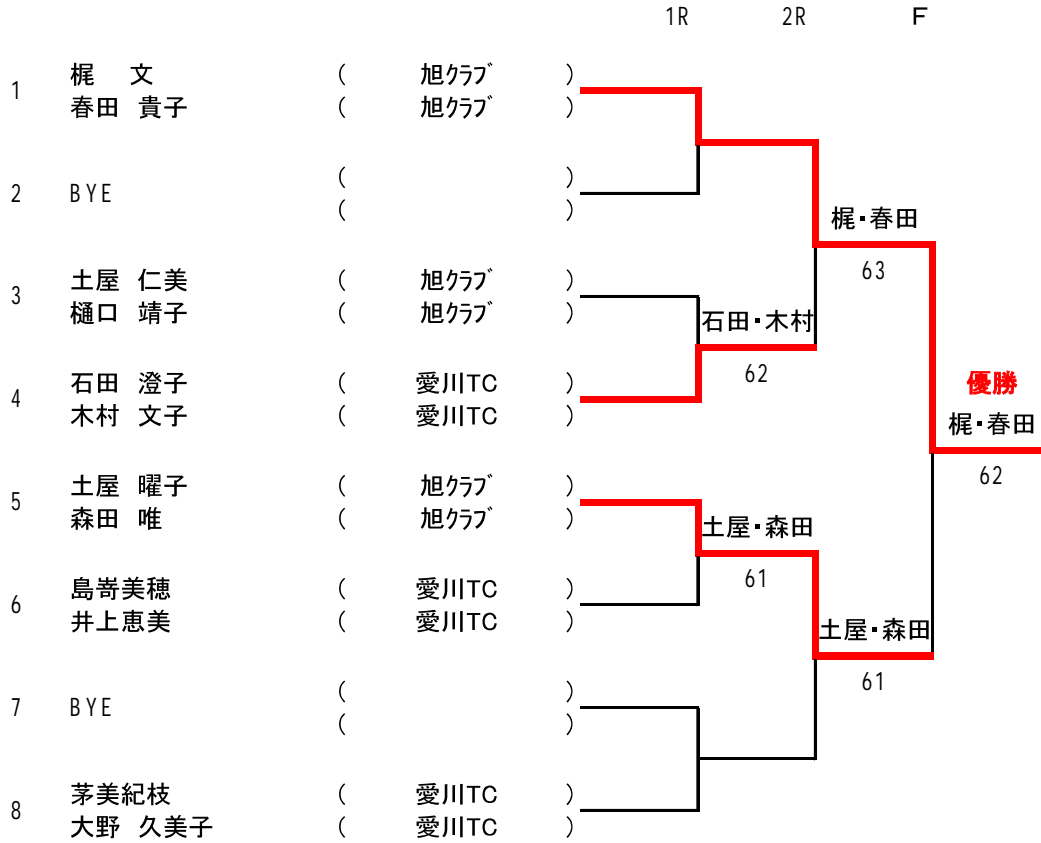 1R 2R F
1 梶 文 ( 旭ｸﾗﾌﾞ )
春田 貴子 ( 旭ｸﾗﾌﾞ )
2 BYE ( )
( )
梶・春田
63
3 土屋 仁美 ( 旭ｸﾗﾌﾞ )
樋口 靖子 ( 旭ｸﾗﾌﾞ )
石田・木村
62
4 石田 澄子 ( 愛川TC )
木村 文子 ( 愛川TC )
優勝
梶・春田
62
5 土屋 曜子 ( 旭ｸﾗﾌﾞ )
森田 唯 ( 旭ｸﾗﾌﾞ )
土屋・森田
61
6 島嵜美穂 ( 愛川TC )
井上恵美 ( 愛川TC )
土屋・森田
61
7 BYE ( )
( )
8 茅美紀枝 ( 愛川TC )
大野 久美子 ( 愛川TC )